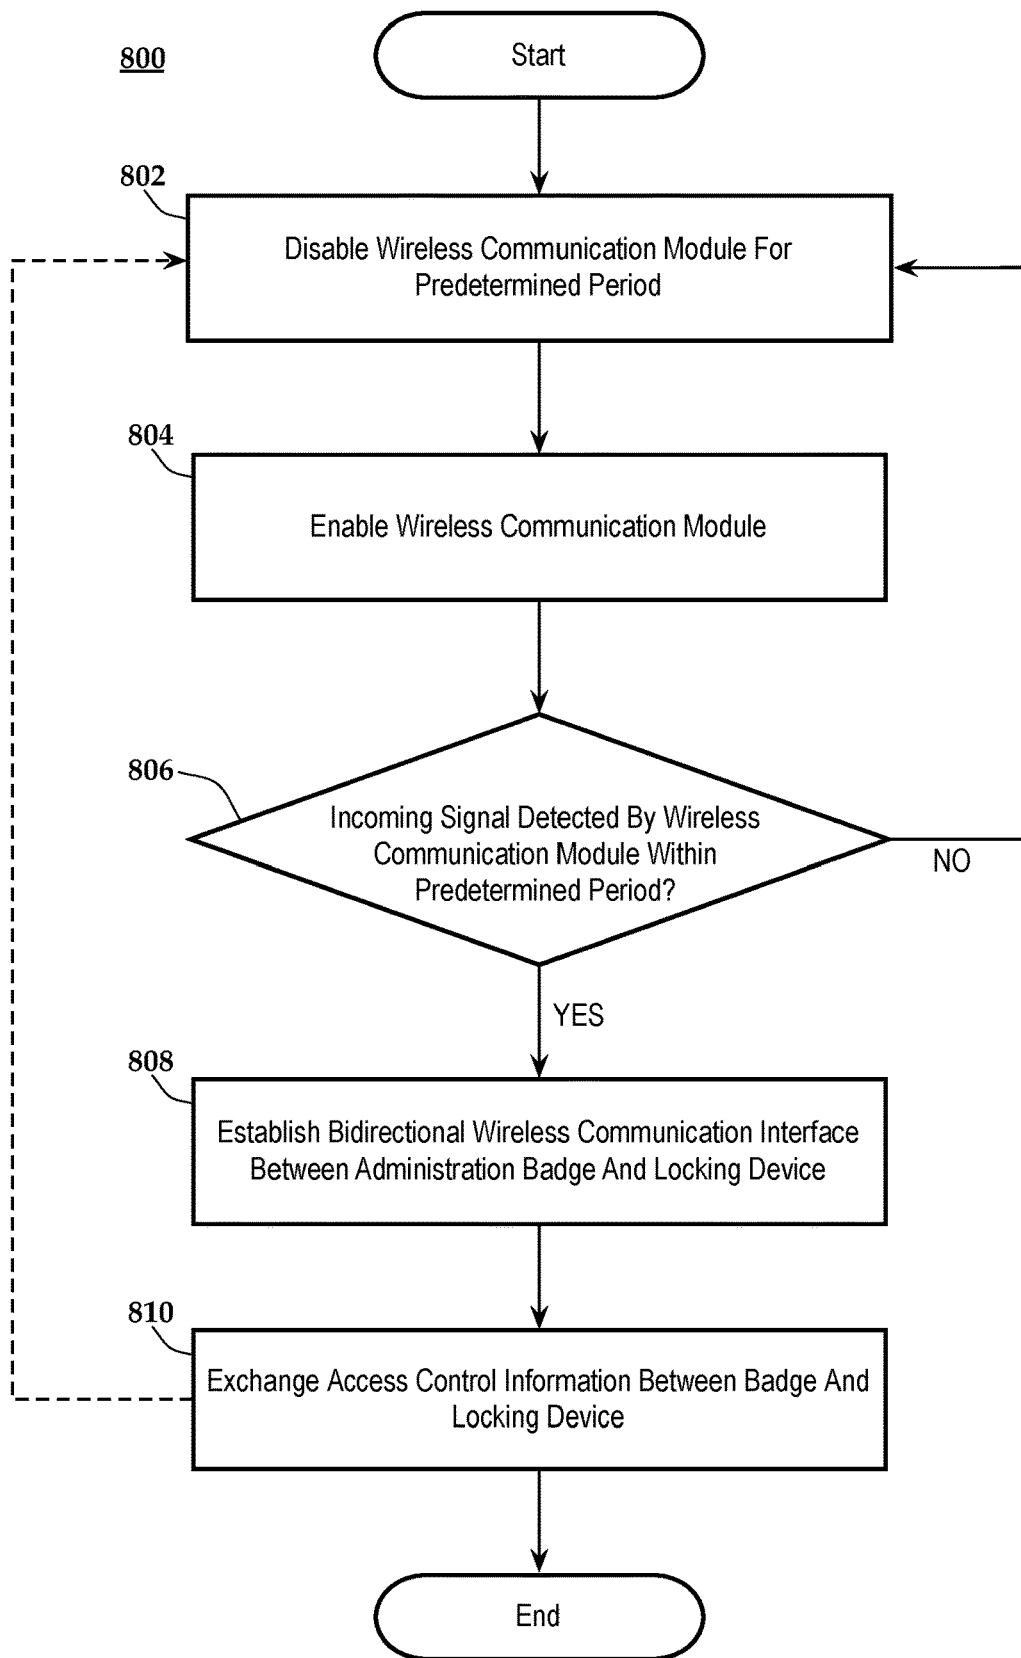 800
Start
802
Disable Wireless Communication Module For
Predetermined Period
804
Enable Wireless Communication Module
806
Incoming Signal Detected By Wireless
Communication Module Within
Predetermined Period?
NO
YES
808
Establish Bidirectional Wireless Communication Interface
Between Administration Badge And Locking Device
810
Exchange Access Control Information Between Badge And
Locking Device
End